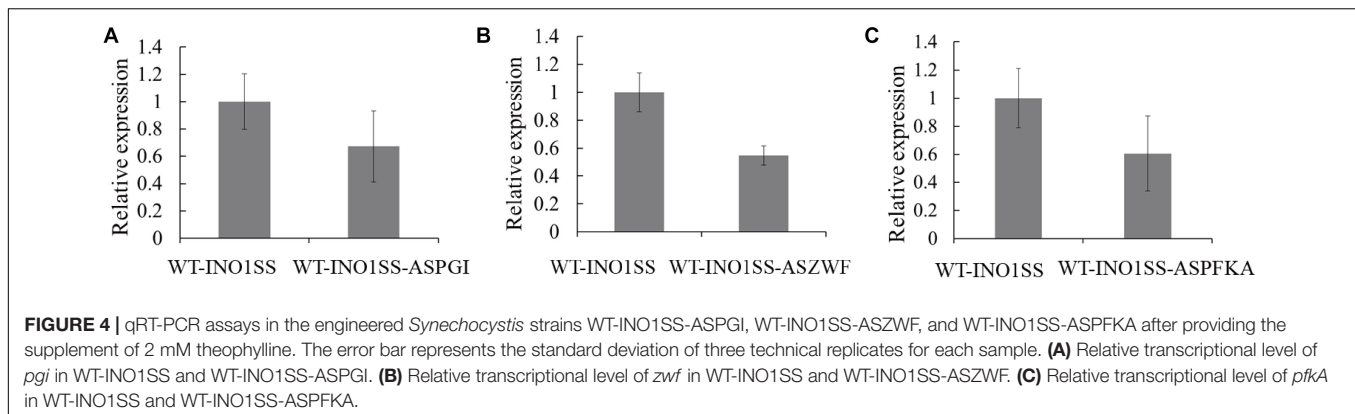 A
Relative expression
1.4
1.2
1
0.8
0.6
0.4
0.2
0
WT-INO1SS WT-INO1SS-ASPGI
B
Relative expression
1.4
1.2
1
0.8
0.6
0.4
0.2
0
WT-INO1SS WT-INO1SS-ASZWF
C
Relative expression
1.4
1.2
1
0.8
0.6
0.4
0.2
0
WT-INO1SS WT-INO1SS-ASPFKA
FIGURE 4 | qRT-PCR assays in the engineered Synechocystis strains WT-INO1SS-ASPGI, WT-INO1SS-ASZWF, and WT-INO1SS-ASPFKA after providing the
supplement of 2 mM theophylline. The error bar represents the standard deviation of three technical replicates for each sample. (A) Relative transcriptional level of
pgi in WT-INO1SS and WT-INO1SS-ASPGI. (B) Relative transcriptional level of zwf in WT-INO1SS and WT-INO1SS-ASZWF. (C) Relative transcriptional level of pfkA
in WT-INO1SS and WT-INO1SS-ASPFKA.